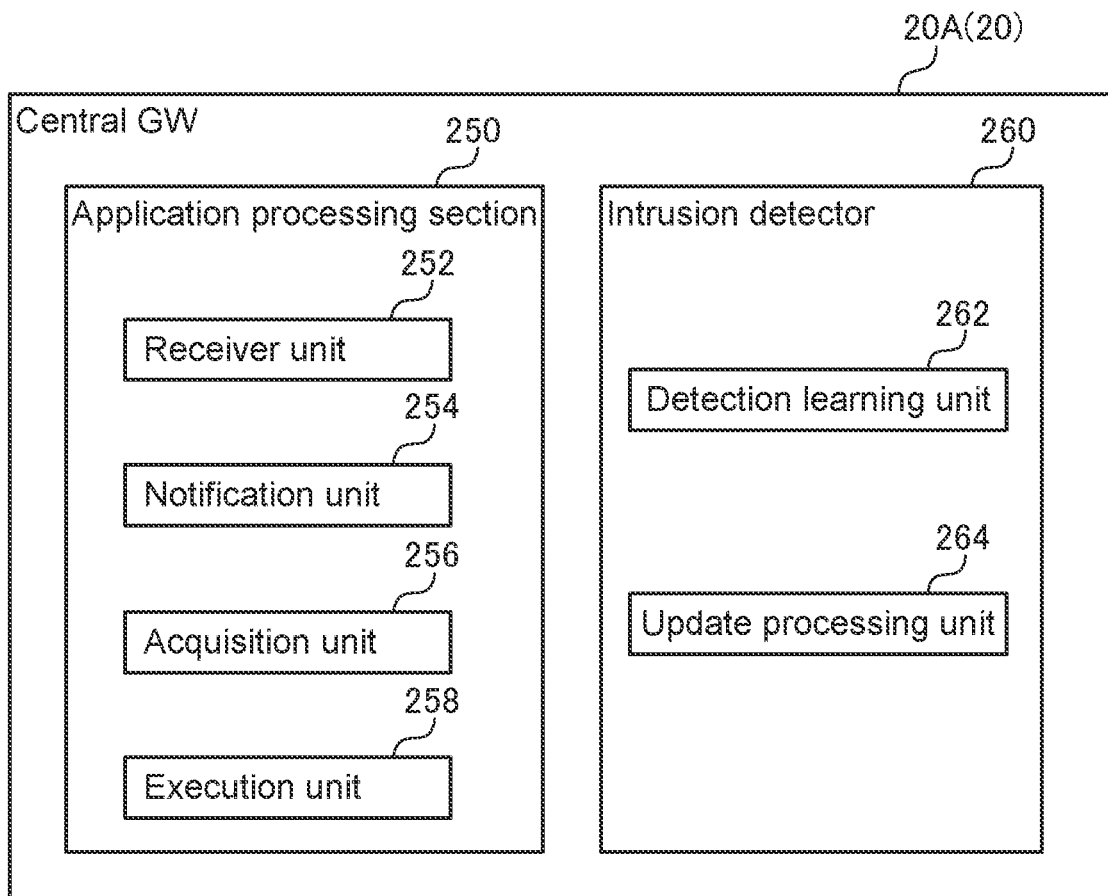 20A(20)
Central GW
250
260
Application processing section
Intrusion detector
252
Receiver unit
262
Detection learning unit
254
Notification unit
256
264
Acquisition unit
Update processing unit
258
Execution unit